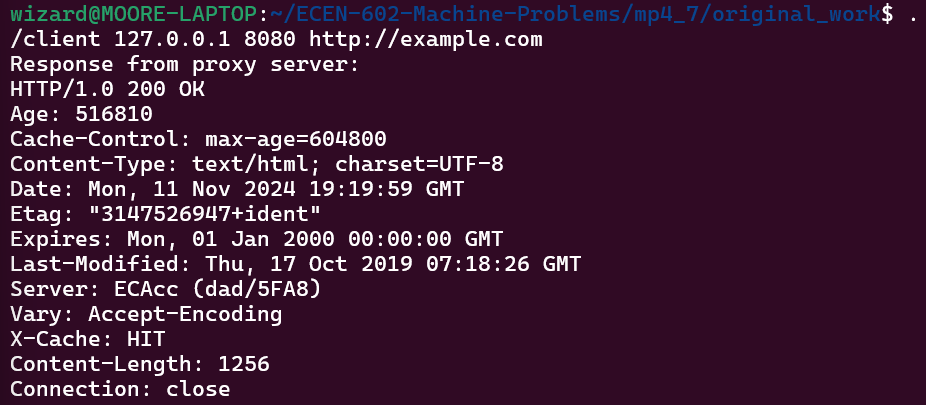 wizard@MOORE-LAPTOP:~/ECEN-602-Machine-Problems/mp4_7/original_work$ .
/client 127.0.0.1 8080 http://example.com
Response from proxy server:
HTTP/1.0 200 OK
Age: 516810
Cache-Control: max-age=604800
Content-Type: text/html; charset=UTF-8
Date: Mon, 11 Nov 2024 19:19:59 GMT
Etag: "3147526947+ident"
Expires: Mon, 01 Jan 2000 00:00:00 GMT
Last-Modified: Thu, 17 Oct 2019 07:18:26 GMT
Server: ECAcc (dad/5FA8)
Vary: Accept-Encoding
X-Cache: HIT
Content-Length: 1256
Connection: close